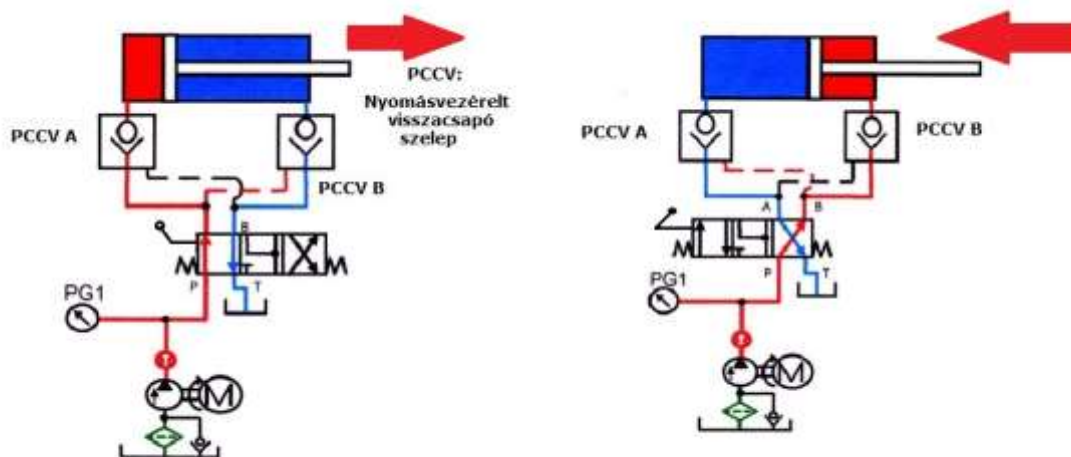 PCCV:
Nyomásvezérelt
visszacsapó
szelep
PCCV A
PCCV B
B
P
T
PG1
M
PCCV A
PCCV B
A
B
P
T
PG1
M